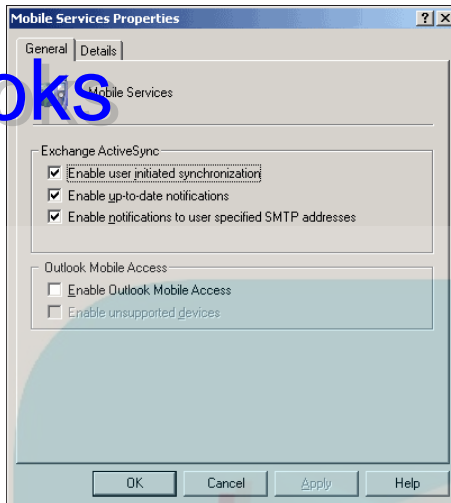 Mobile Services Properties
General
Details
oks
Mobile Services
Exchange ActiveSync
Enable user initiated synchronization
Enable up-to-date notifications
Enable notifications to user specified SMTP addresses
Outlook Mobile Access
Enable Outlook Mobile Access
Enable unsupported devices
OK
Cancel
Apply
Help